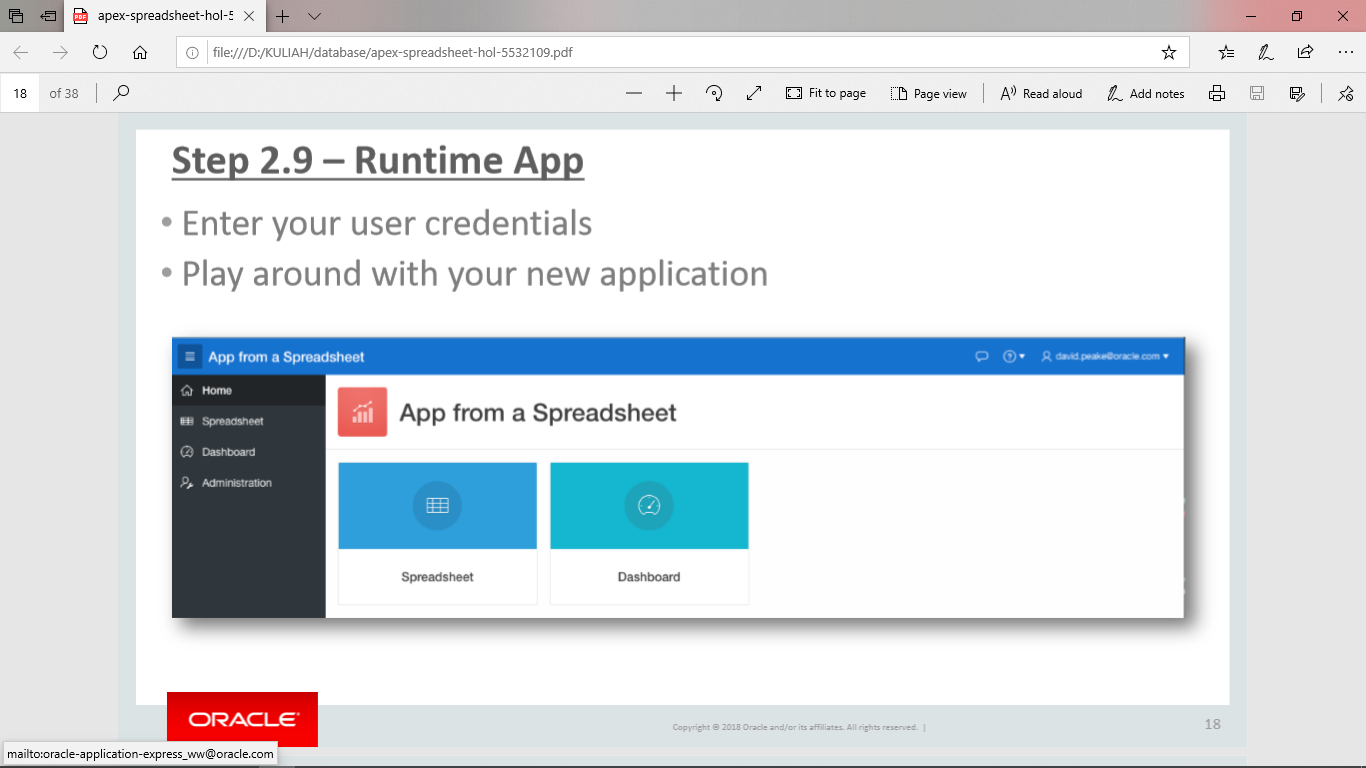 apex-spreadsheet-hol-5
file:///D:/KULIAH/database/apex-spreadsheet-hol-5532109.pdf
18 of 38 Fit to page Page view Read aloud Add notes
Step 2.9 – Runtime App
• Enter your user credentials
• Play around with your new application
App from a Spreadsheet david.peake@oracle.com
Home
Spreadsheet
Dashboard
Administration
App from a Spreadsheet
Spreadsheet Dashboard
ORACLE
Copyright © 2018 Oracle and/or its affiliates. All rights reserved. |
18
mailto:oracle-application-express_ww@oracle.com